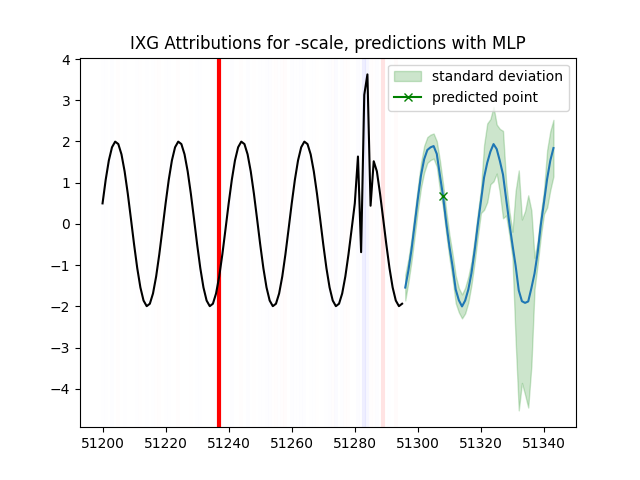 IXG Attributions for -scale, predictions with MLP
standard deviation
predicted point
4
3
2
1
0
−1
−2
−3
−4
51200 51220 51240 51260 51280 51300 51320 51340